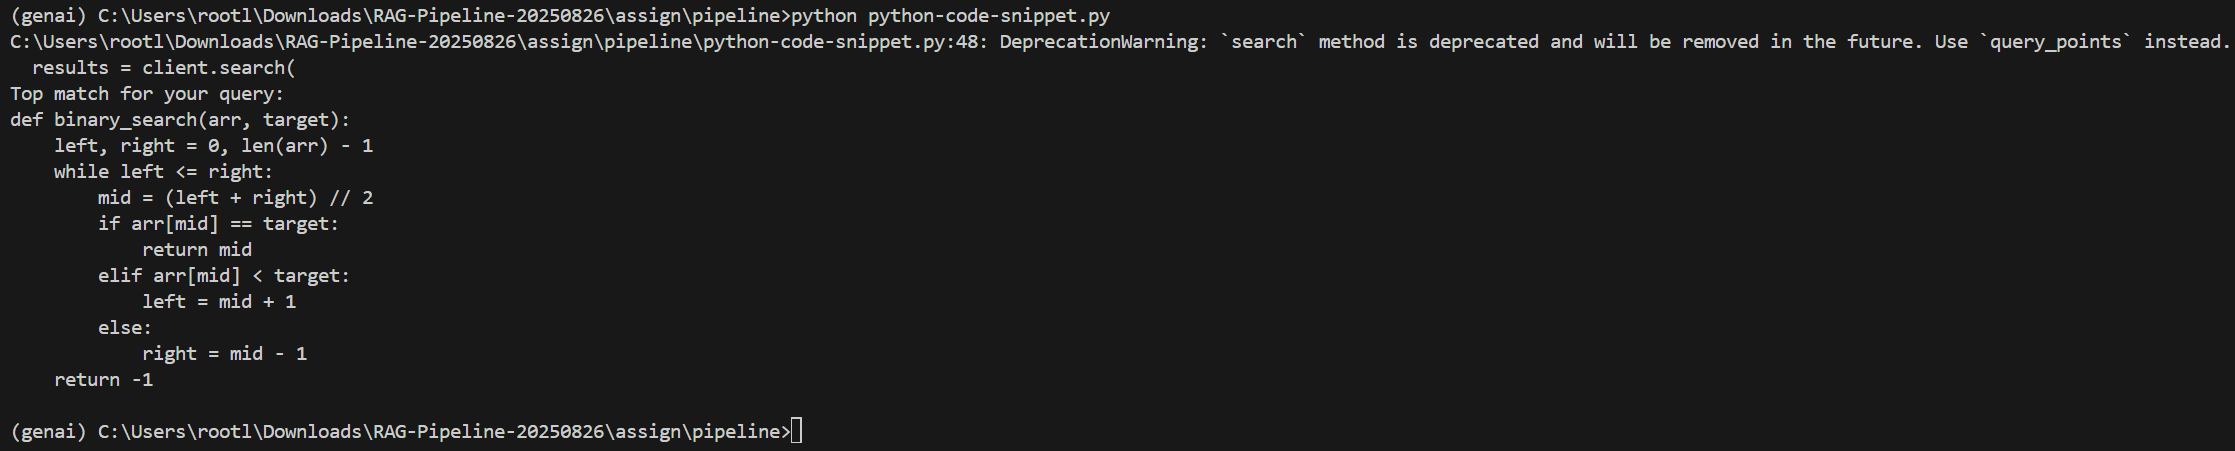 (genai) C:\Users\rootl\Downloads\RAG-Pipeline-20250826\assign\pipeline>python python-code-snippet.py
C:\Users\rootl\Downloads\RAG-Pipeline-20250826\assign\pipeline\python-code-snippet.py:48: DeprecationWarning: `search` method is deprecated and will be removed in the future. Use `query_points` instead.
  results = client.search(
Top match for your query:
def binary_search(arr, target):
    left, right = 0, len(arr) - 1
    while left <= right:
        mid = (left + right) // 2
        if arr[mid] == target:
            return mid
        elif arr[mid] < target:
            left = mid + 1
        else:
            right = mid - 1
    return -1
(genai) C:\Users\rootl\Downloads\RAG-Pipeline-20250826\assign\pipeline>